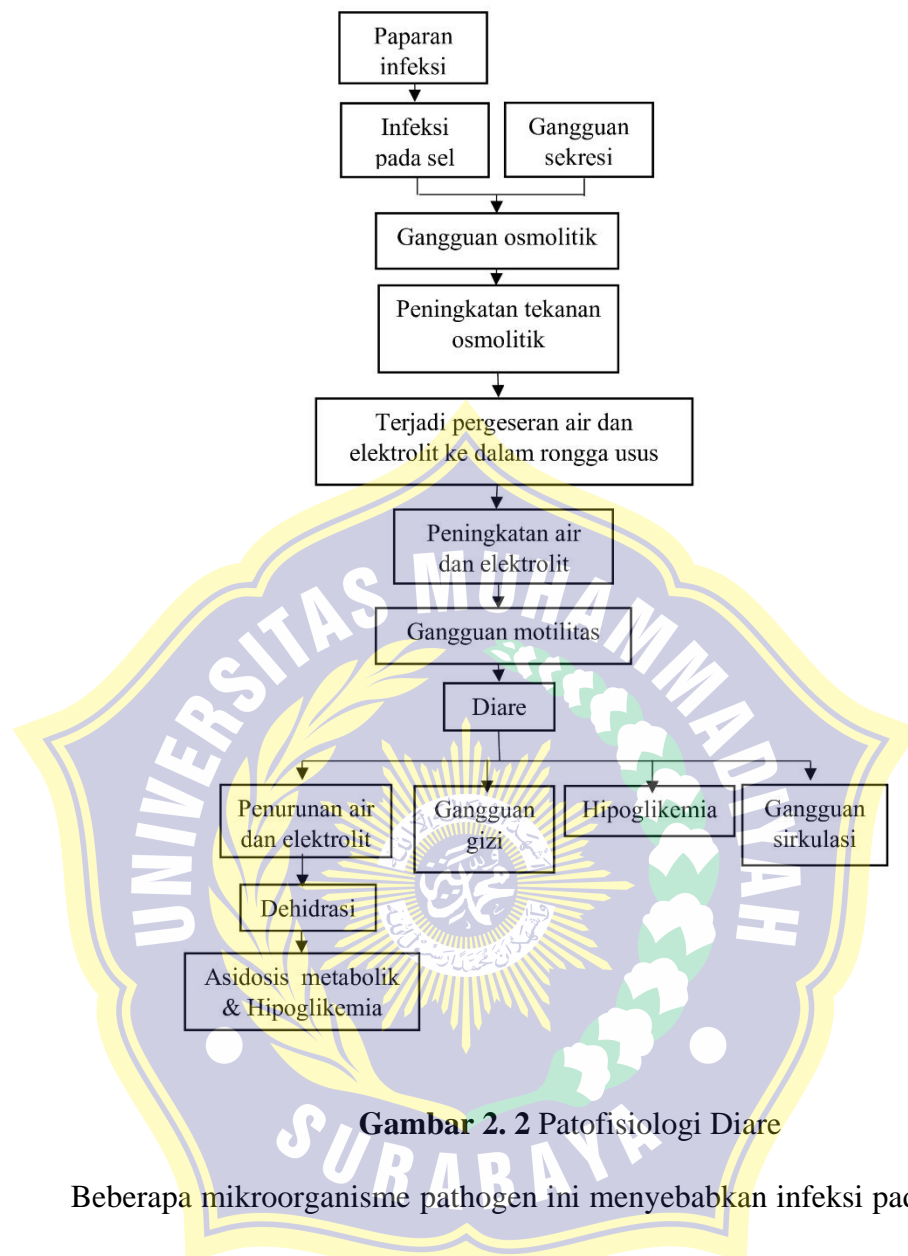 Paparan
infeksi
Infeksi
pada sel
Gangguan
sekresi
Gangguan osmolitik
Peningkatan tekanan
osmolitik
Terjadi pergeseran air dan
elektrolit ke dalam rongga usus
Peningkatan air
dan elektrolit
Gangguan motilitas
Diare
Penurunan air
dan elektrolit
Gangguan
gizi
Hipoglikemia
Gangguan
sirkulasi
Dehidrasi
Asidosis metabolik
& Hipoglikemia
UNIVERSITAS MUHAMMADIYAH
SURABAYA
Gambar 2. 2 Patofisiologi Diare
Beberapa mikroorganisme pathogen ini menyebabkan infeksi pad